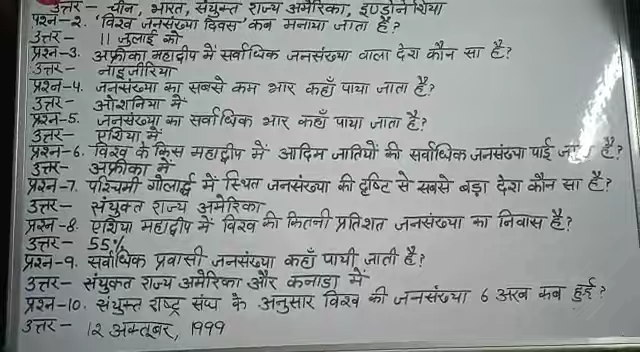 उत्तर — चीन, भारत, संयुक्त राज्य अमेरिका, इण्डोनेशिया
प्रश्न-2. 'विश्व जनसंख्या दिवस' कब मनाया जाता है?
उत्तर — 11 जुलाई को
प्रश्न-3. अफ्रीका महाद्वीप में सर्वाधिक जनसंख्या वाला देश कौन सा है?
उत्तर — नाइजीरिया
प्रश्न-4. जनसंख्या का सबसे कम भार कहाँ पाया जाता है?
उत्तर — ओशनिया में
प्रश्न-5. जनसंख्या का सर्वाधिक भार कहाँ पाया जाता है?
उत्तर — एशिया में
प्रश्न-6. विश्व के किस महाद्वीप में आदिम जातियों की सर्वाधिक जनसंख्या पाई है?
उत्तर — अफ्रीका में
प्रश्न-7. पश्चिमी गोलार्द्ध में स्थित जनसंख्या की दृष्टि से सबसे बड़ा देश कौन सा है?
उत्तर — संयुक्त राज्य अमेरिका
प्रश्न-8. एशिया महाद्वीप में विश्व की कितनी प्रतिशत जनसंख्या का निवास है?
उत्तर — 55%
प्रश्न-9. सर्वाधिक प्रवासी जनसंख्या कहाँ पायी जाती है?
उत्तर — संयुक्त राज्य अमेरिका और कनाडा में
प्रश्न-10. संयुक्त राष्ट्र संघ के अनुसार विश्व की जनसंख्या 6 अरब कब हुई?
उत्तर — 12 अक्तूबर, 1999